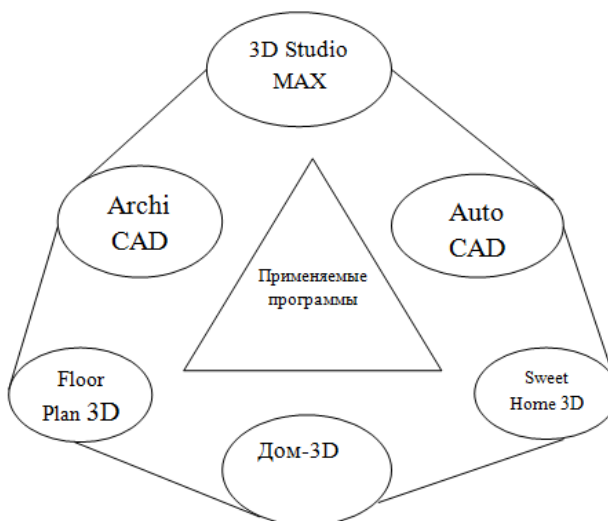 3D Studio
MAX
Archi
CAD
Auto
CAD
Применяемые
программы
Floor
Plan 3D
Sweet
Home 3D
Дом-3D